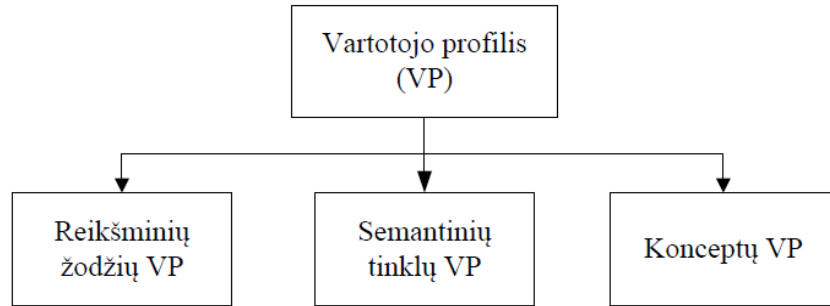 Vartotojo profilis
(VP)
Reikšminių
žodžių VP
Semantinių
tinklų VP
Konceptų VP